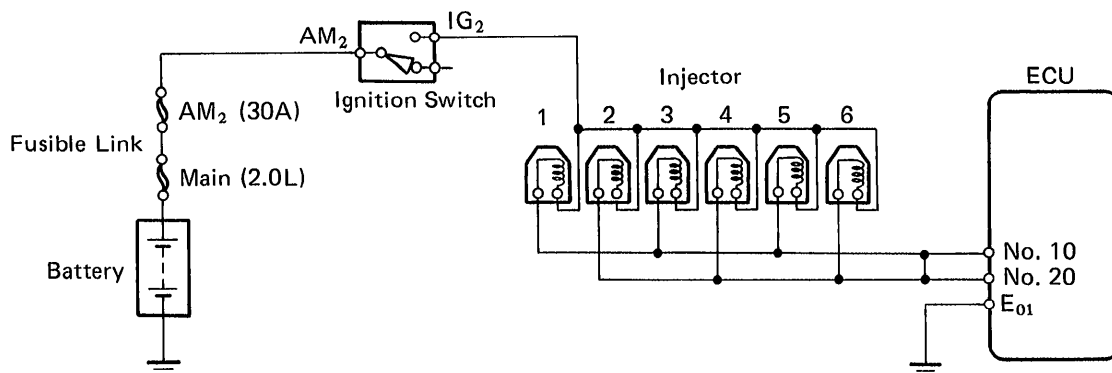 AM₂
IG₂
Ignition Switch
AM₂ (30A)
Fusible Link
Main (2.0L)
Battery
Injector
1 2 3 4 5 6
ECU
No. 10
No. 20
E₀₁